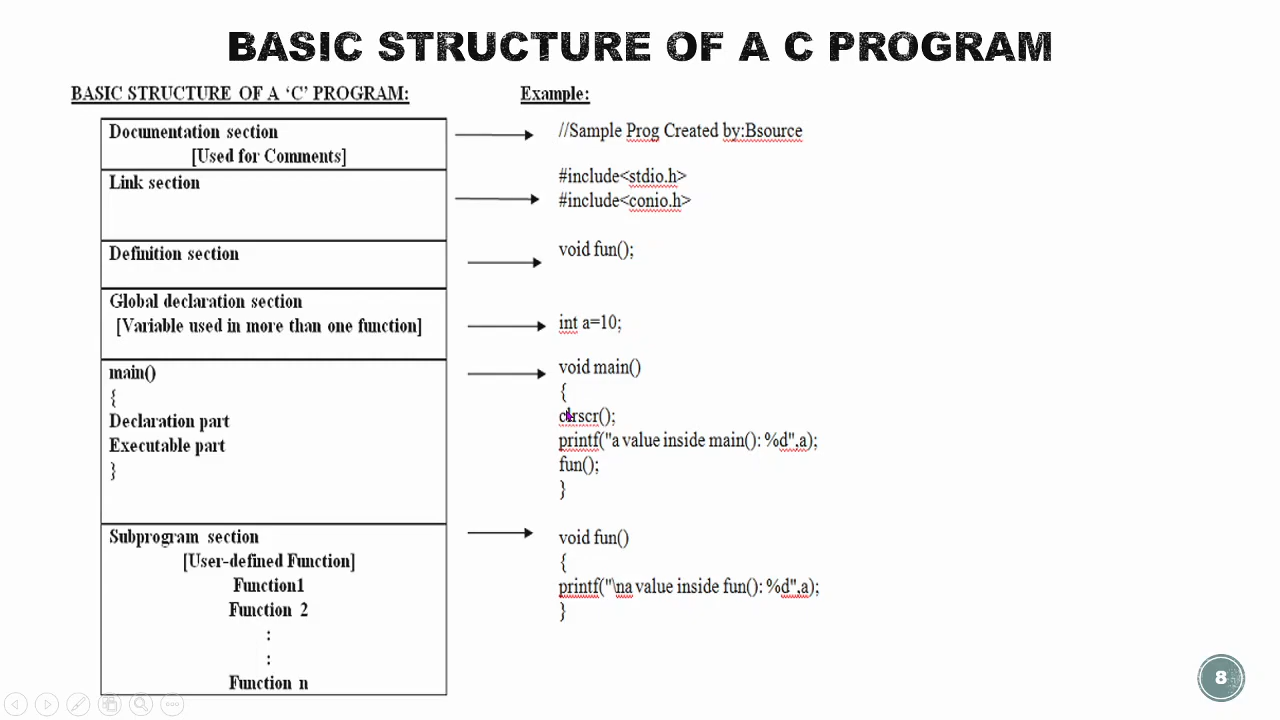 BASIC STRUCTURE OF A C PROGRAM
BASIC STRUCTURE OF A ‘C’ PROGRAM:
Documentation section
[Used for Comments]
Link section
Definition section
Global declaration section
[Variable used in more than one function]
main()
{
Declaration part
Executable part
}
Subprogram section
[User-defined Function]
Function1
Function 2
:
:
Function n
Example:
//Sample Prog Created by:Bsource
#include<stdio.h>
#include<conio.h>
void fun();
int a=10;
void main()
{
clrscr();
printf("a value inside main(): %d",a);
fun();
}
void fun()
{
printf("\na value inside fun(): %d",a);
}
8